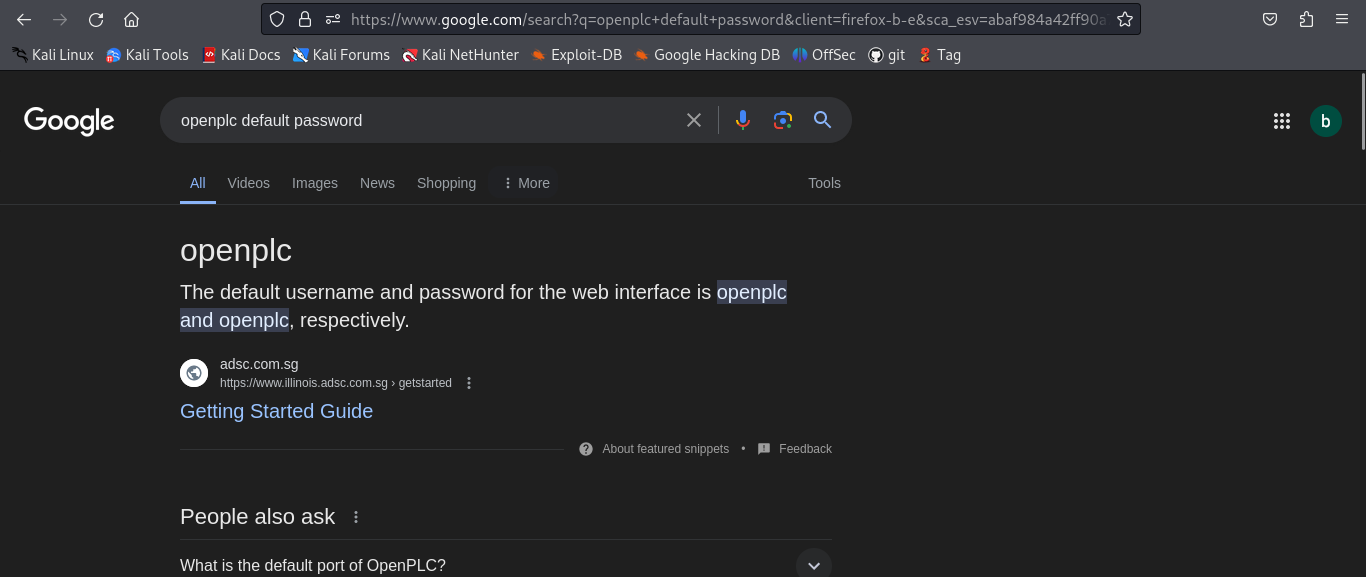 https://www.google.com/search?q=openplc+default+password&client=firefox-b-e&sca_esv=abaf984a42ff90a
Kali Linux Kali Tools Kali Docs Kali Forums Kali NetHunter Exploit-DB Google Hacking DB OffSec git Tag
Google openplc default password b
All Videos Images News Shopping More Tools
openplc
The default username and password for the web interface is openplc
and openplc, respectively.
adsc.com.sg
https://www.illinois.adsc.com.sg › getstarted
Getting Started Guide
About featured snippets • Feedback
People also ask
What is the default port of OpenPLC?